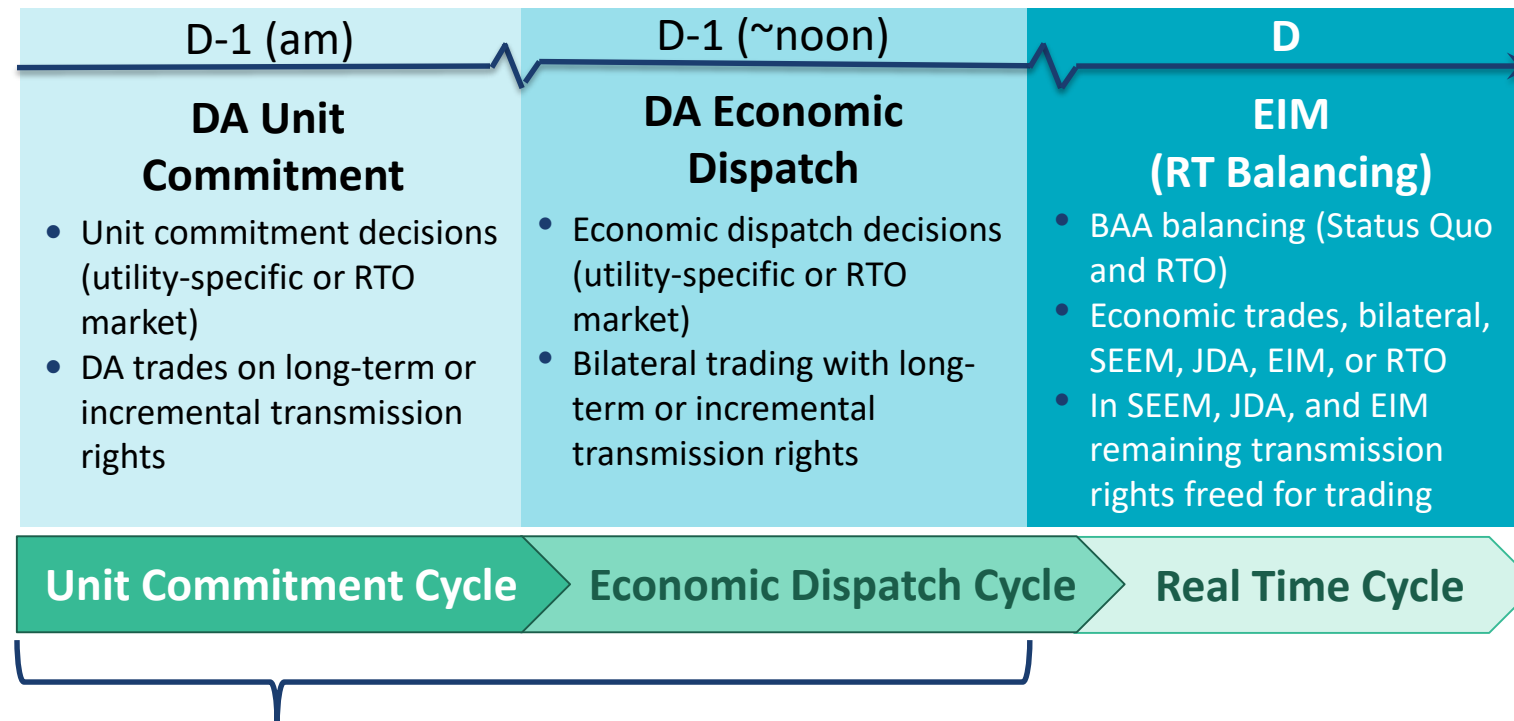 D-1 (am)
DA Unit
Commitment
• Unit commitment decisions
(utility-specific or RTO
market)
• DA trades on long-term or
incremental transmission
rights
D-1 (~noon)
DA Economic
Dispatch
• Economic dispatch decisions
(utility-specific or RTO
market)
• Bilateral trading with long-
term or incremental
transmission rights
D
EIM
(RT Balancing)
• BAA balancing (Status Quo
and RTO)
• Economic trades, bilateral,
SEEM, JDA, EIM, or RTO
• In SEEM, JDA, and EIM
remaining transmission
rights freed for trading
Unit Commitment Cycle
Economic Dispatch Cycle
Real Time Cycle